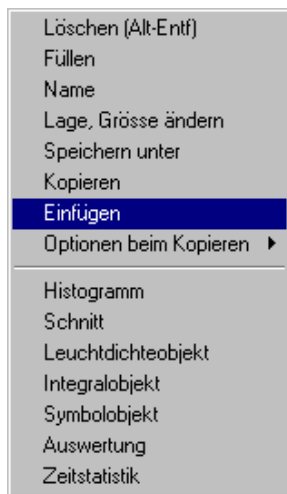 Löschen (Alt-Entf)
Füllen
Name
Lage, Grösse ändern
Speichern unter
Kopieren
Einfügen
Optionen beim Kopieren
Histogramm
Schnitt
Leuchtdichteobjekt
Integralobjekt
Symbolobjekt
Auswertung
Zeitstatistik